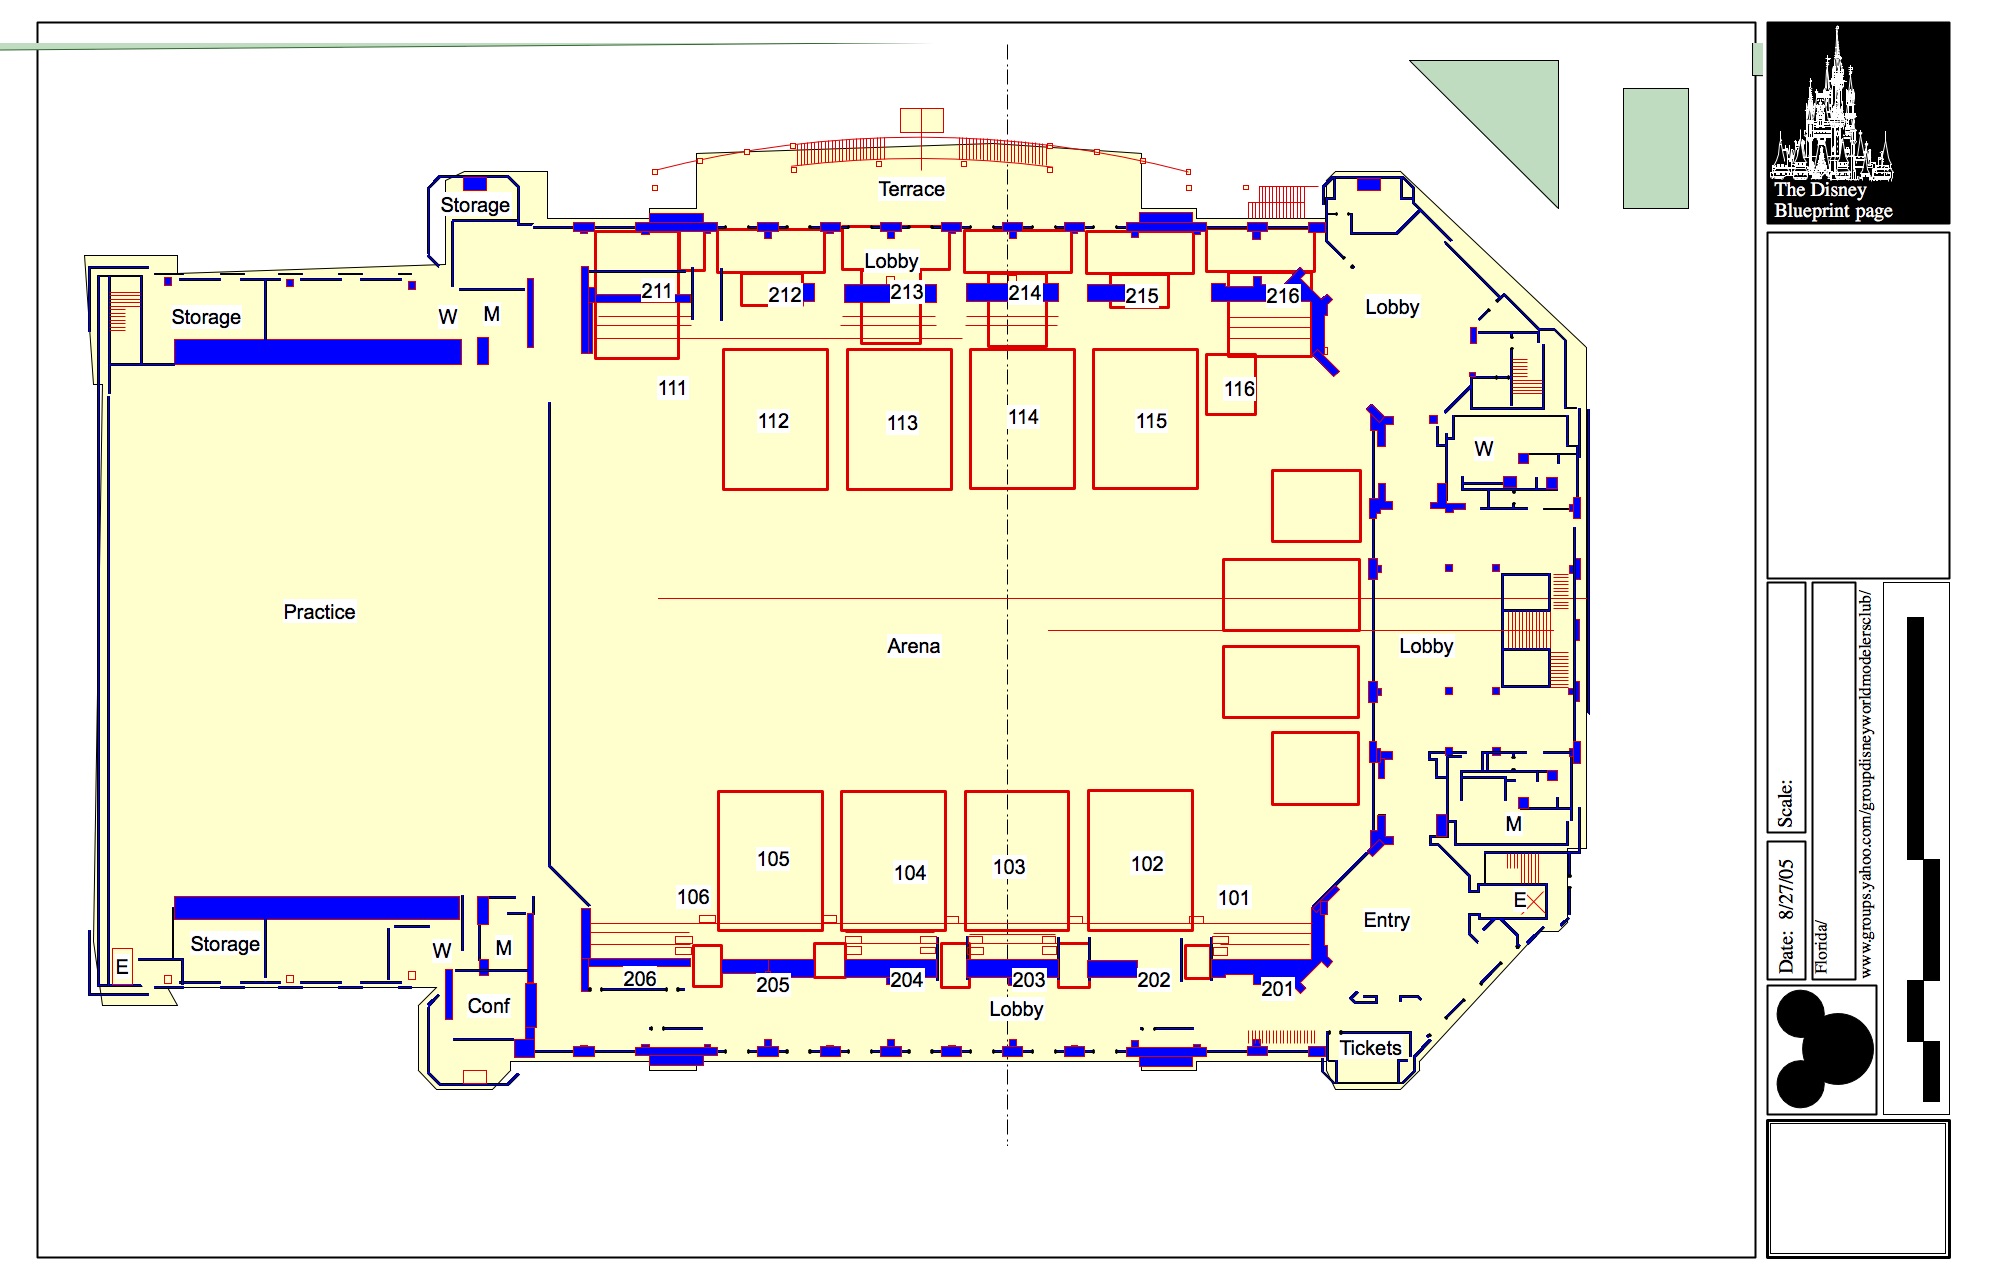 The Disney
Blueprint page
Terrace
Storage
Lobby
211
212
213
214
215
216
Lobby
Storage
W
M
111
112
113
114
115
116
W
Practice
Arena
Lobby
Scale:
Date: 8/27/05
Florida/
www.groups.yahoo.com/groupdisneyworldmodelersclub/
M
105
104
103
102
106
101
E
Entry
Storage
W
M
E
206
205
204
203
202
201
Conf
Lobby
Tickets